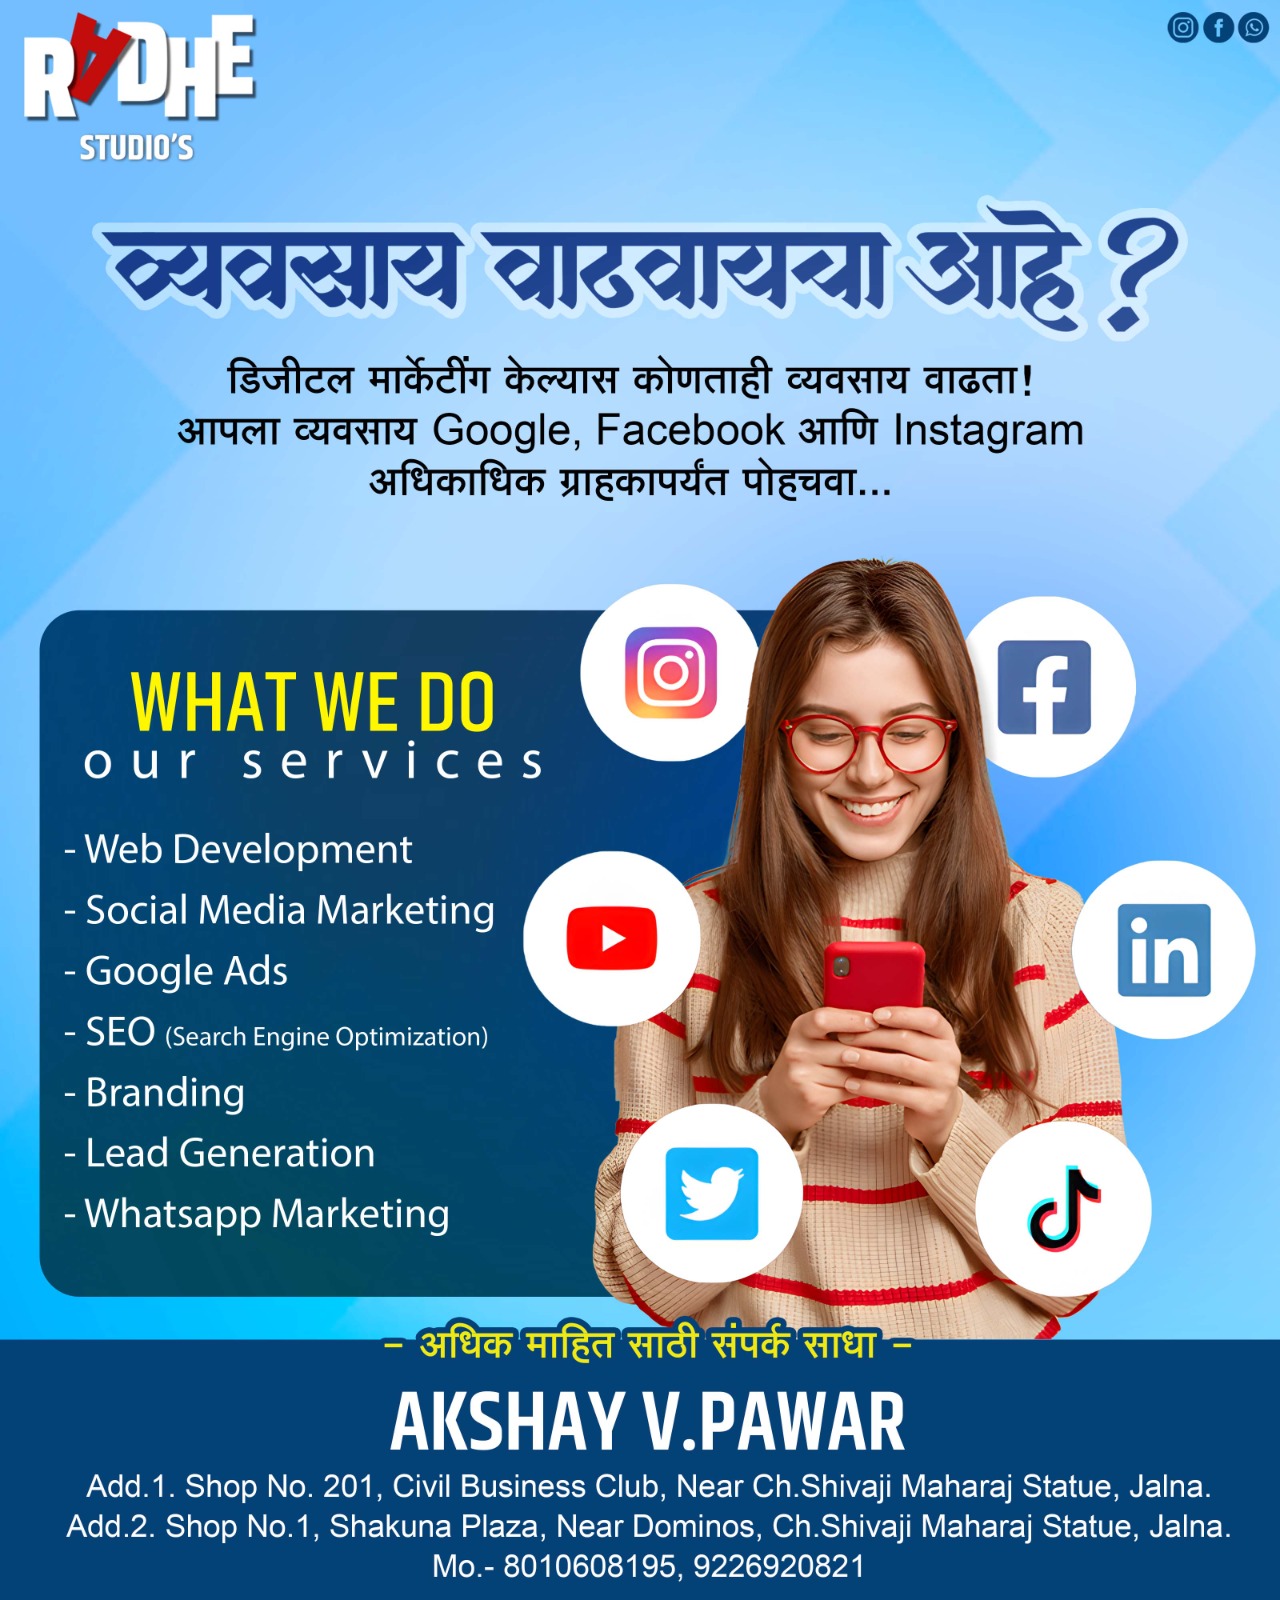 RADHE
STUDIO'S
व्यवसाय वाढवायचा आहे ?
डिजीटल मार्केटींग केल्यास कोणताही व्यवसाय वाढता!
आपला व्यवसाय Google, Facebook आणि Instagram
अधिकाधिक ग्राहकापर्यंत पोहचवा...
WHAT WE DO
our services
- Web Development
- Social Media Marketing
- Google Ads
- SEO (Search Engine Optimization)
- Branding
- Lead Generation
- Whatsapp Marketing
in
– अधिक माहित साठी संपर्क साधा –
AKSHAY V.PAWAR
Add.1. Shop No. 201, Civil Business Club, Near Ch.Shivaji Maharaj Statue, Jalna.
Add.2. Shop No.1, Shakuna Plaza, Near Dominos, Ch.Shivaji Maharaj Statue, Jalna.
Mo.- 8010608195, 9226920821